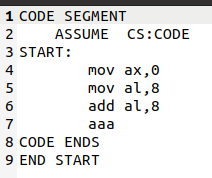 1 CODE SEGMENT
2     ASSUME  CS:CODE
3 START:
4         mov ax,0
5         mov al,8
6         add al,8
7         aaa
8 CODE ENDS
9 END START